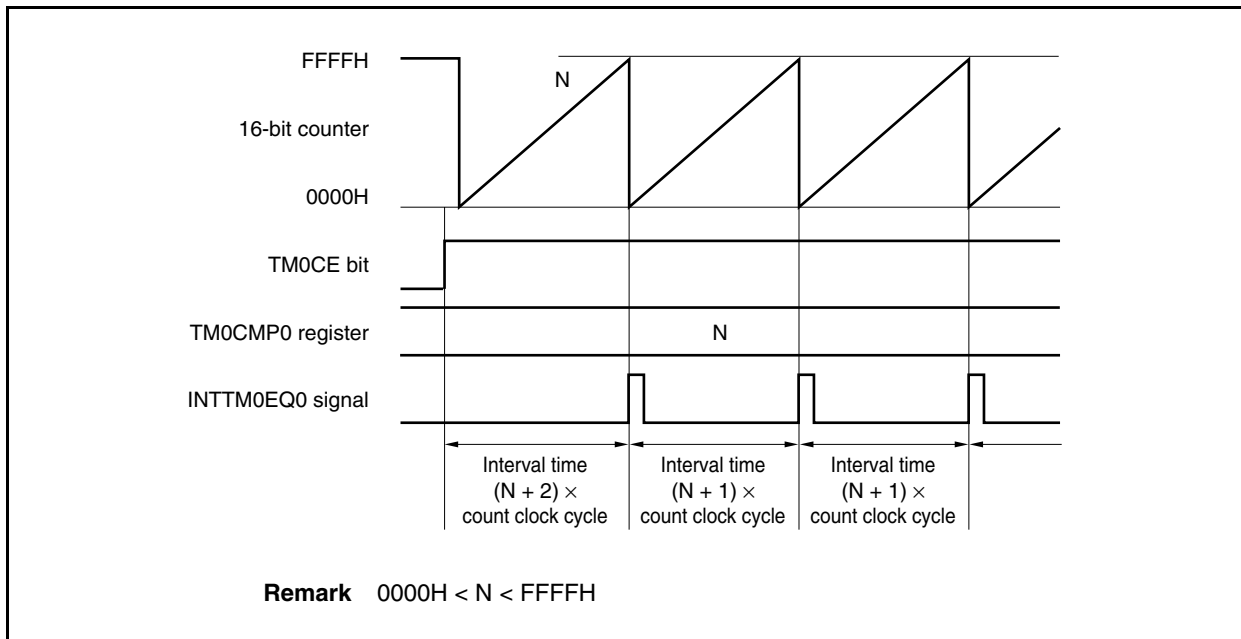 FFFFH
N
16-bit counter
0000H
TM0CE bit
TM0CMP0 register
N
INTTM0EQ0 signal
Interval time
(N + 2) ×
count clock cycle
Interval time
(N + 1) ×
count clock cycle
Interval time
(N + 1) ×
count clock cycle
Remark 0000H < N < FFFFH